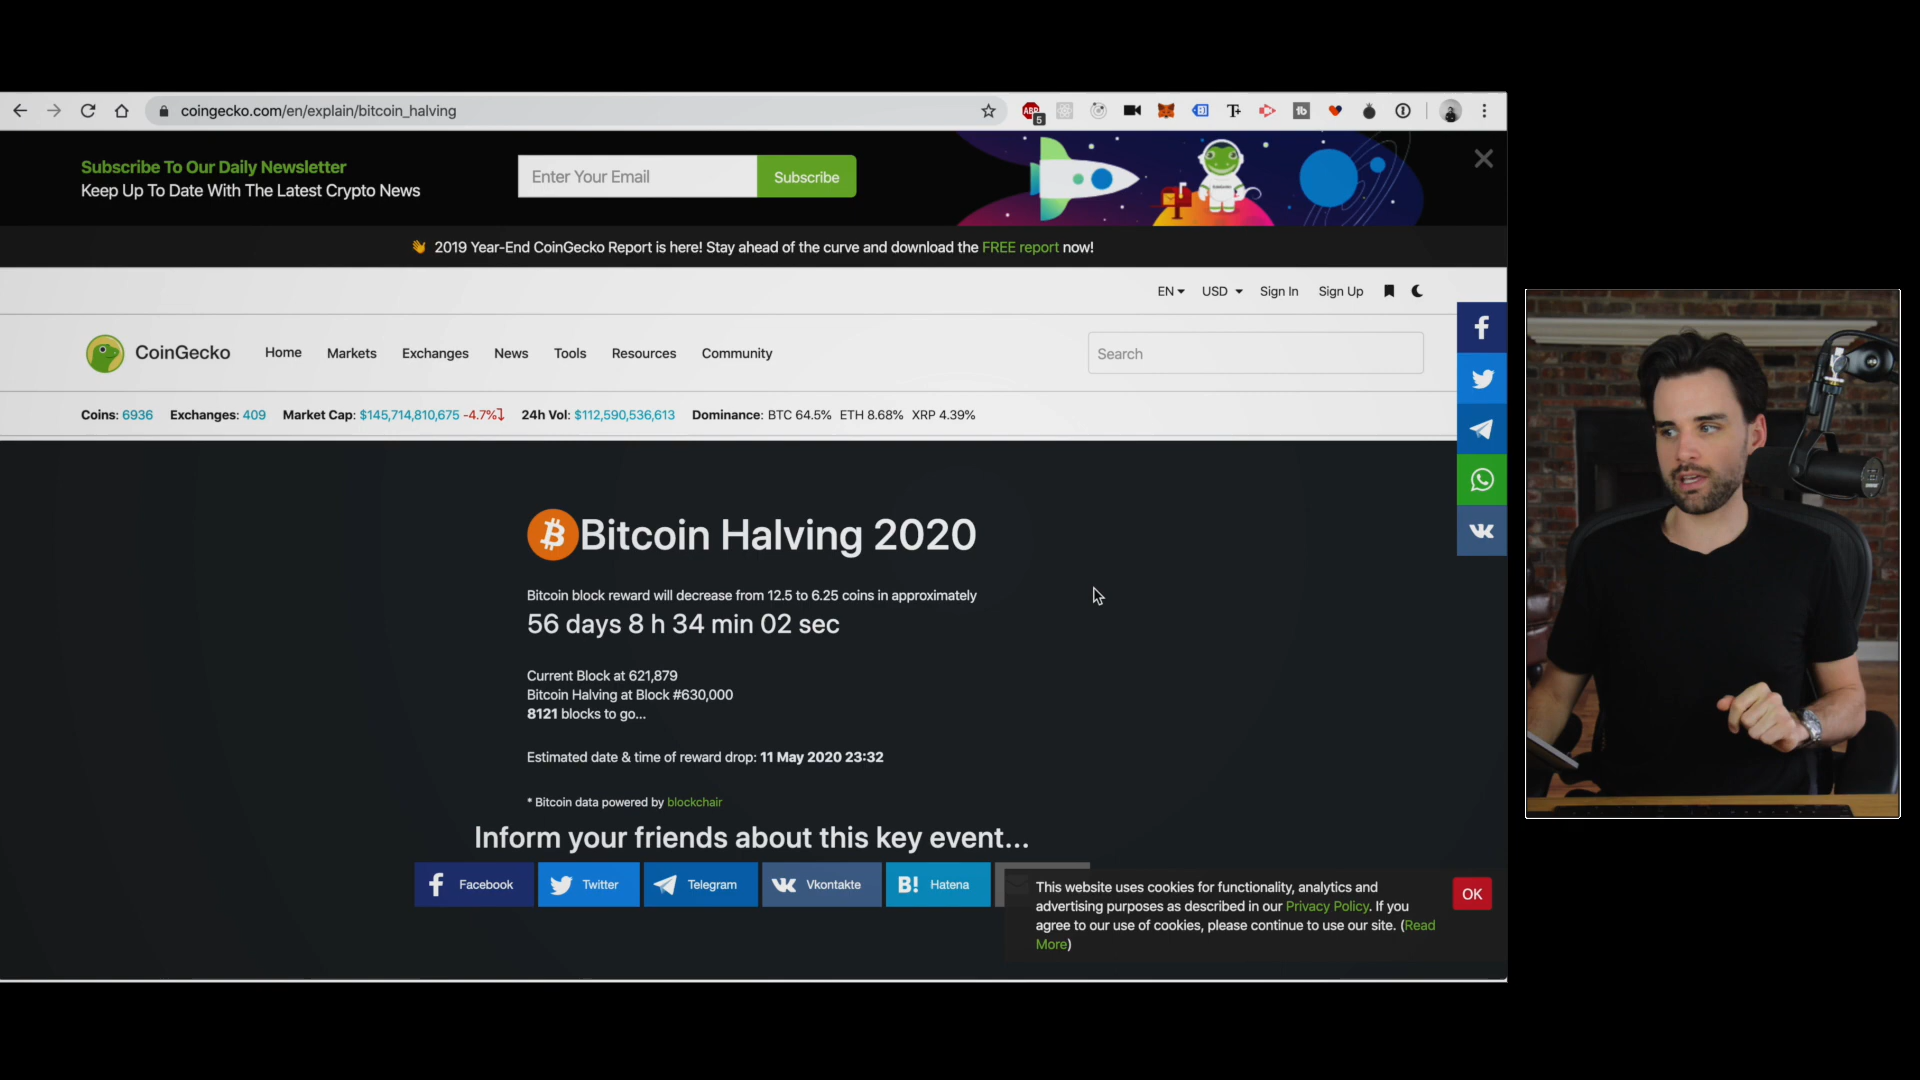 coingecko.com/en/explain/bitcoin_halving
ABP
5
tb
Subscribe To Our Daily Newsletter
Keep Up To Date With The Latest Crypto News
Enter Your Email
Subscribe
2019 Year-End CoinGecko Report is here! Stay ahead of the curve and download the FREE report now!
EN USD Sign In Sign Up
CoinGecko
Home Markets Exchanges News Tools Resources Community
Search
Coins: 6936 Exchanges: 409 Market Cap: $145,714,810,675 -4.7% 24h Vol: $112,590,536,613 Dominance: BTC 64.5% ETH 8.68% XRP 4.39%
Bitcoin Halving 2020
Bitcoin block reward will decrease from 12.5 to 6.25 coins in approximately
56 days 8 h 34 min 02 sec
Current Block at 621,879
Bitcoin Halving at Block #630,000
8121 blocks to go...
Estimated date & time of reward drop: 11 May 2020 23:32
* Bitcoin data powered by blockchair
Inform your friends about this key event...
Facebook
Twitter
Telegram
Vkontakte
B! Hatena
This website uses cookies for functionality, analytics and
advertising purposes as described in our Privacy Policy. If you
agree to our use of cookies, please continue to use our site. (Read
More)
OK